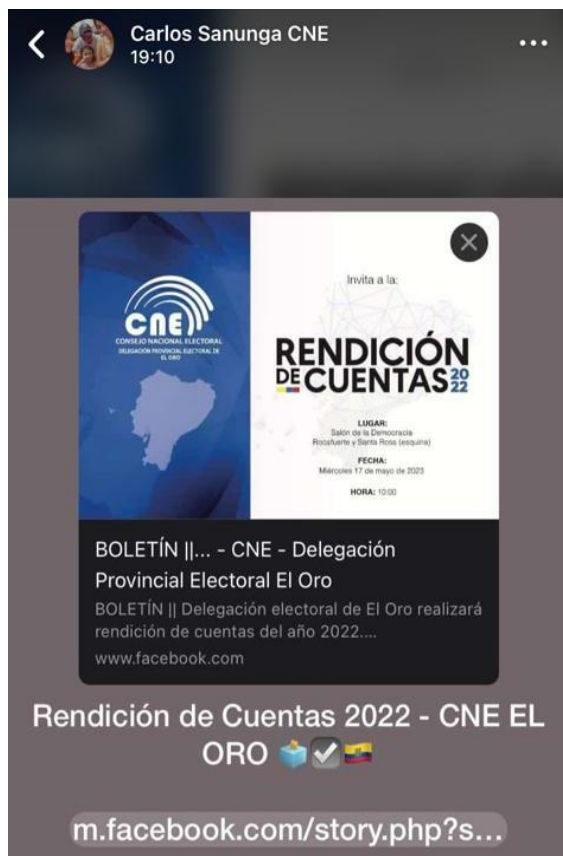 Carlos Sanunga CNE
19:10
CNE
CONSEJO NACIONAL ELECTORAL
DELEGACIÓN PROVINCIAL ELECTORAL DE
EL ORO
Invita a la:
RENDICIÓN
DE CUENTAS 2022
LUGAR:
Salón de la Democracia
Rocafuerte y Santa Rosa (esquina)
FECHA:
Miércoles 17 de mayo de 2023
HORA: 10:00
BOLETÍN ||... - CNE - Delegación
Provincial Electoral El Oro
BOLETÍN || Delegación electoral de El Oro realizará
rendición de cuentas del año 2022....
www.facebook.com
Rendición de Cuentas 2022 - CNE EL
ORO 🗳️☑️🇪🇨
m.facebook.com/story.php?s...